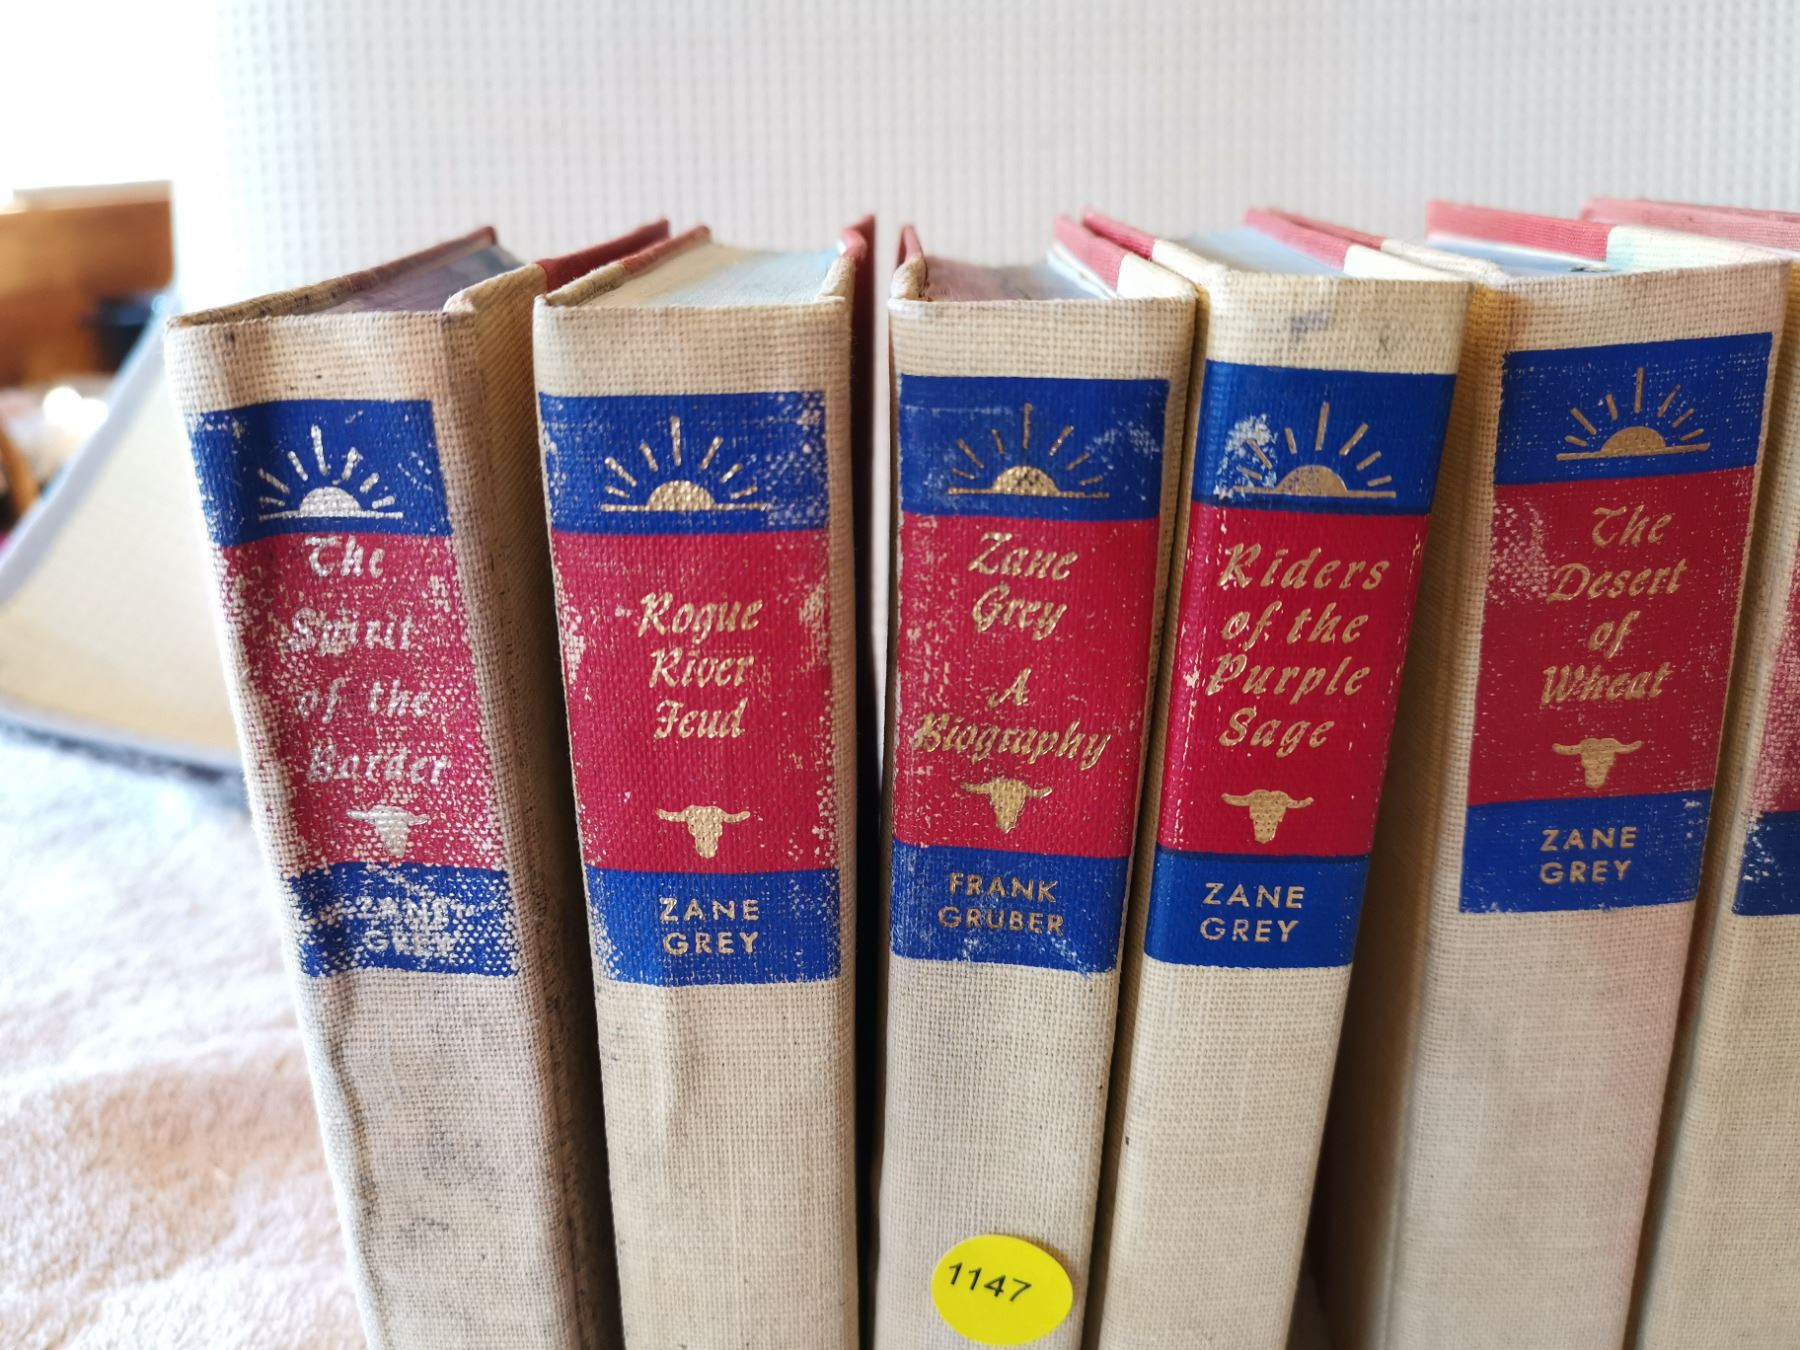 The
Spirit
of the
Border
ZANE
GREY
Rogue
River
Feud
ZANE
GREY
Zane
Grey
A
Biography
FRANK
GRUBER
1147
Riders
of the
Purple
Sage
ZANE
GREY
The
Desert
of
Wheat
ZANE
GREY